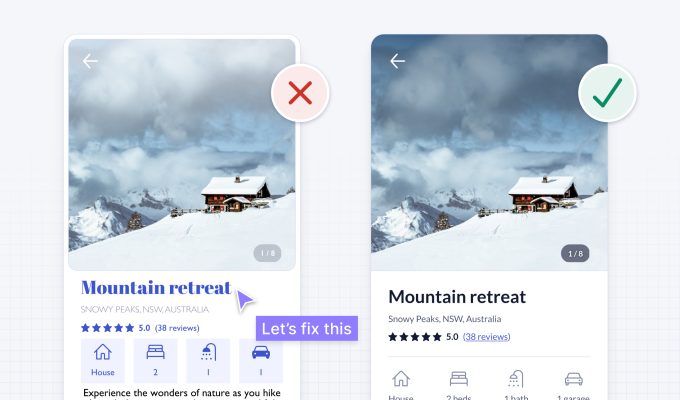 1 / 8
Mountain retreat
SNOWY PEAKS, NSW, AUSTRALIA
5.0 (38 reviews)
House 2 1 1
Experience the wonders of nature as you hike
Let's fix this
1 / 8
Mountain retreat
Snowy Peaks, NSW, Australia
5.0 (38 reviews)
House 2 beds 1 bath 1 garage